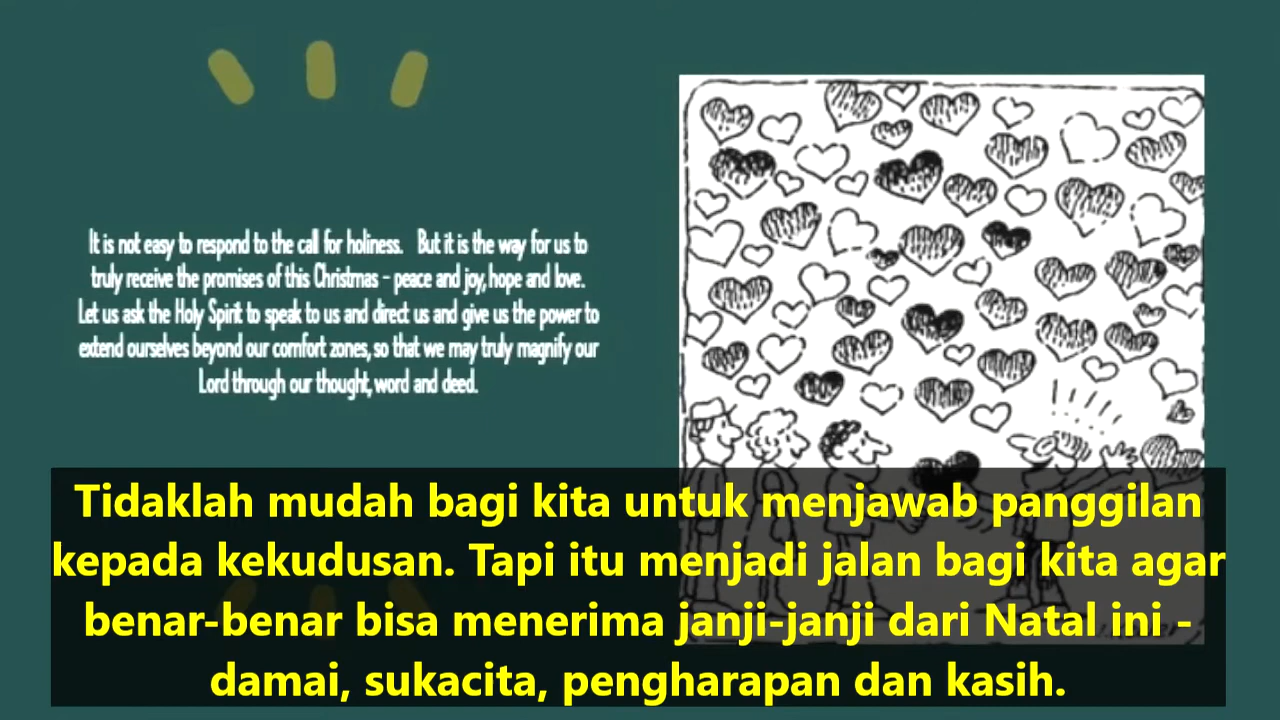 It is not easy to respond to the call for holiness. But it is the way for us to
truly receive the promises of this Christmas - peace and joy, hope and love.
Let us ask the Holy Spirit to speak to us and direct us and give us the power to
extend ourselves beyond our comfort zones, so that we may truly magnify our
Lord through our thought, word and deed.
Tidaklah mudah bagi kita untuk menjawab panggilan
kepada kekudusan. Tapi itu menjadi jalan bagi kita agar
benar-benar bisa menerima janji-janji dari Natal ini -
damai, sukacita, pengharapan dan kasih.